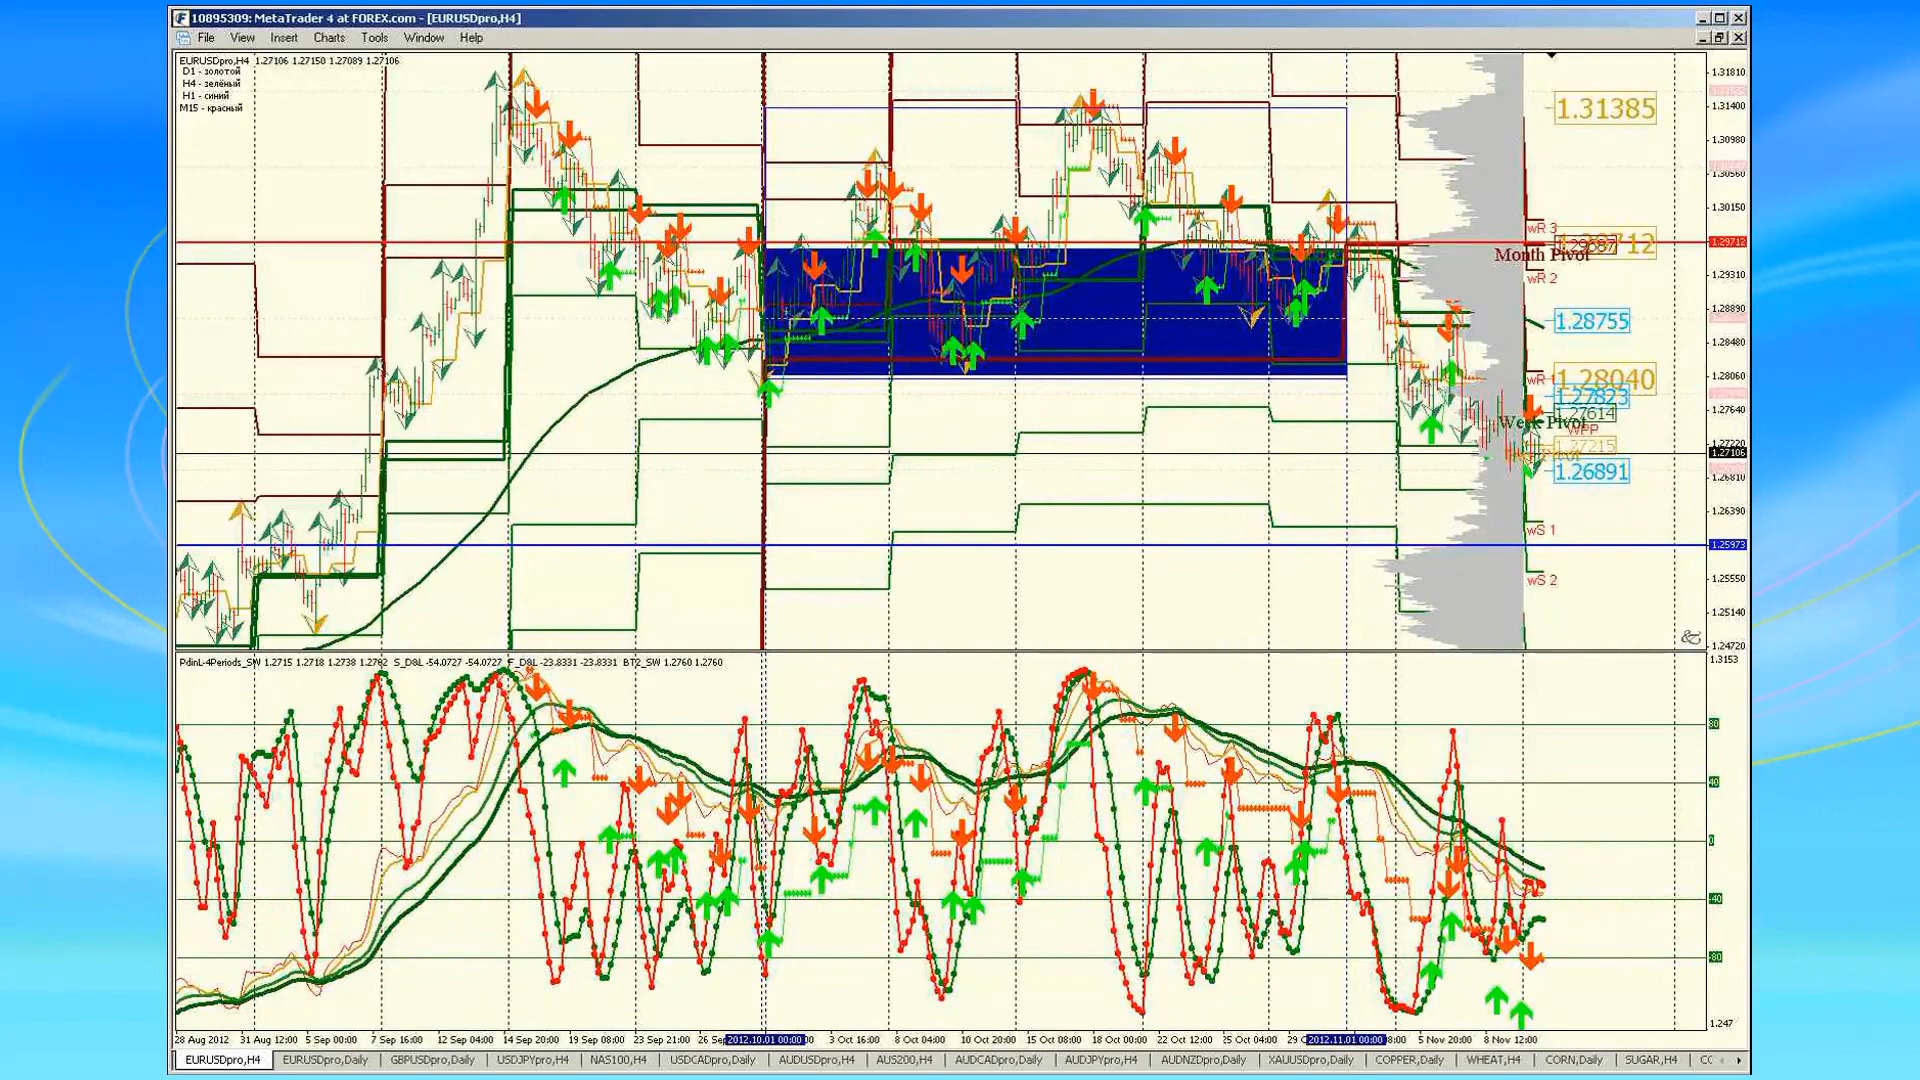 10895309: MetaTrader 4 at FOREX.com - [EURUSDpro,H4]
File View Insert Charts Tools Window Help
EURUSDpro,H4 1.27106 1.27150 1.27089 1.27106
D1 - золотой
H4 - зелёный
H1 - синий
M15 - красный
1.31810
1.31385
1.31400
1.30980
1.30560
1.30150
wR 3
1.29712
Month Pivot
1.29310
wR 2
1.28890
1.28755
1.28480
wR 1
1.28040
1.28060
1.27823
1.27640
1.27614
Week Pivot
WPP
1.27220
1.27215
1.27106
1.26891
1.26810
1.26390
wS 1
1.25973
1.25550
wS 2
1.25140
1.24720
PdinL-4Periods_SW 1.2715 1.2718 1.2738 1.2782 S_D8L -54.0727 -54.0727 F_D8L -23.8331 -23.8331 BT2_SW 1.2760 1.2760
1.3153
80
40
0
-40
-80
1.247
28 Aug 2012 31 Aug 12:00 5 Sep 00:00 7 Sep 16:00 12 Sep 04:00 14 Sep 20:00 19 Sep 08:00 23 Sep 21:00 26 Sep 2012.10.01 00:00 3 Oct 16:00 8 Oct 04:00 10 Oct 20:00 15 Oct 08:00 18 Oct 00:00 22 Oct 12:00 25 Oct 04:00 2012.11.01 00:00 5 Nov 20:00 8 Nov 12:00
EURUSDpro,H4 EURUSDpro,Daily GBPUSDpro,Daily USDJPYpro,H4 NAS100,H4 USDCADpro,Daily AUDUSDpro,H4 AUS200,H4 AUDCADpro,Daily AUDJPYpro,H4 AUDNZDpro,Daily XAUUSDpro,Daily COPPER,Daily WHEAT,H4 CORN,Daily SUGAR,H4